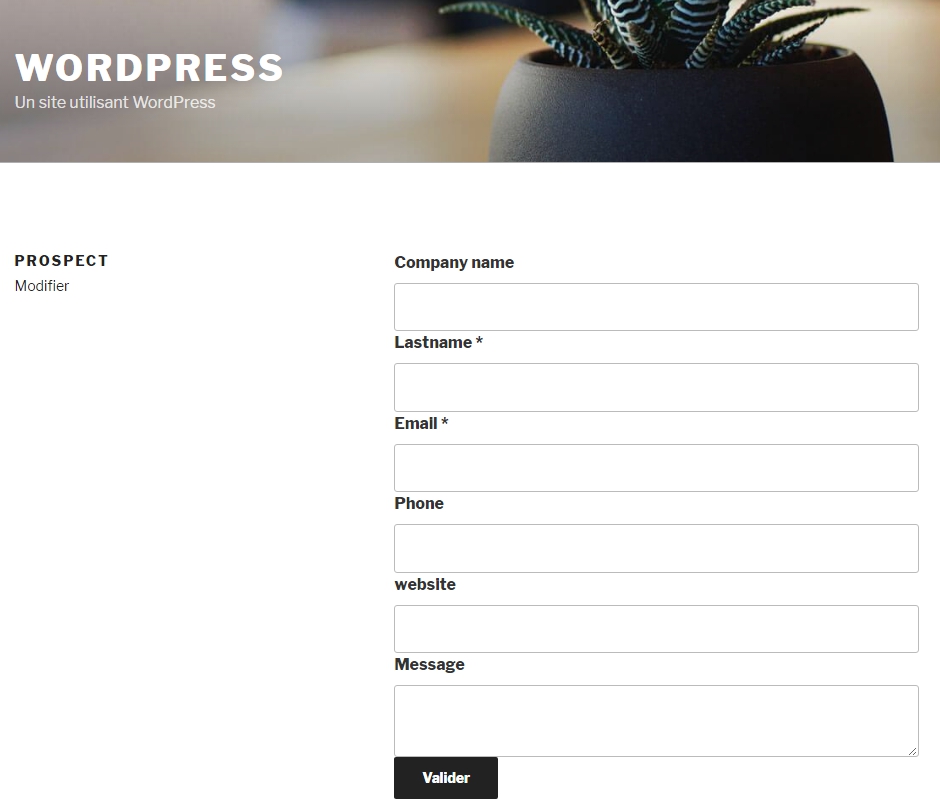 WORDPRESS
Un site utilisant WordPress
PROSPECT
Modifier
Company name
Lastname *
Email *
Phone
website
Message
Valider